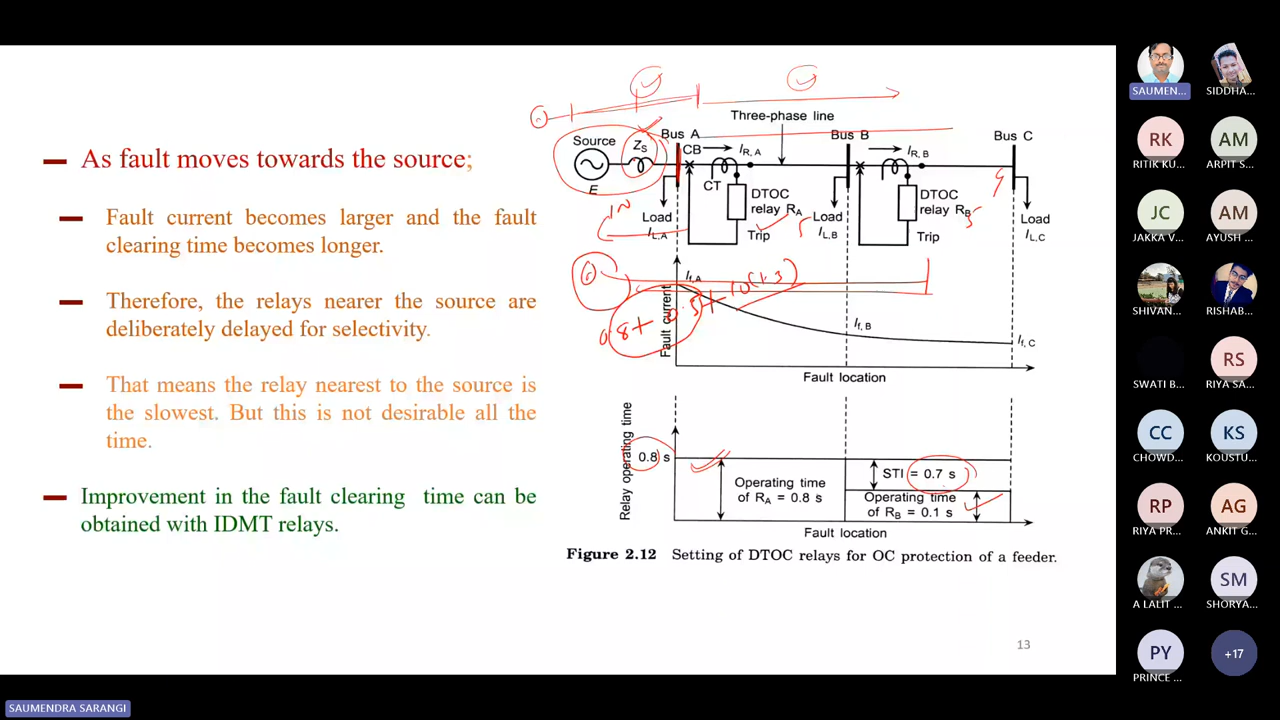 As fault moves towards the source;
Fault current becomes larger and the fault
clearing time becomes longer.
Therefore, the relays nearer the source are
deliberately delayed for selectivity.
That means the relay nearest to the source is
the slowest. But this is not desirable all the
time.
Improvement in the fault clearing time can be
obtained with IDMT relays.
Three-phase line
Source
E
ZS
Bus A
CB
IR,A
CT
DTOC
relay RA
Trip
Load
IL,A
IN
Bus B
IR,B
DTOC
relay RB
Trip
Load
IL,B
Bus C
Load
IL,C
If,A
If,B
If,C
Fault current
Fault location
0.8+
Relay operating time
0.8 s
Operating time
of RA = 0.8 s
STI = 0.7 s
Operating time
of RB = 0.1 s
Fault location
Figure 2.12 Setting of DTOC relays for OC protection of a feeder.
13
SAUMEN...
SIDDHA...
RK
RITIK KU...
AM
ARPIT S...
JC
JAKKA V...
AM
AYUSH ...
SHIVAN...
RISHAB...
SWATI B...
RS
RIYA SA...
CC
CHOWD...
KS
KOUSTU...
RP
RIYA PR...
AG
ANKIT G...
A LALIT ...
SM
SHORYA...
PY
PRINCE ...
+17
SAUMENDRA SARANGI